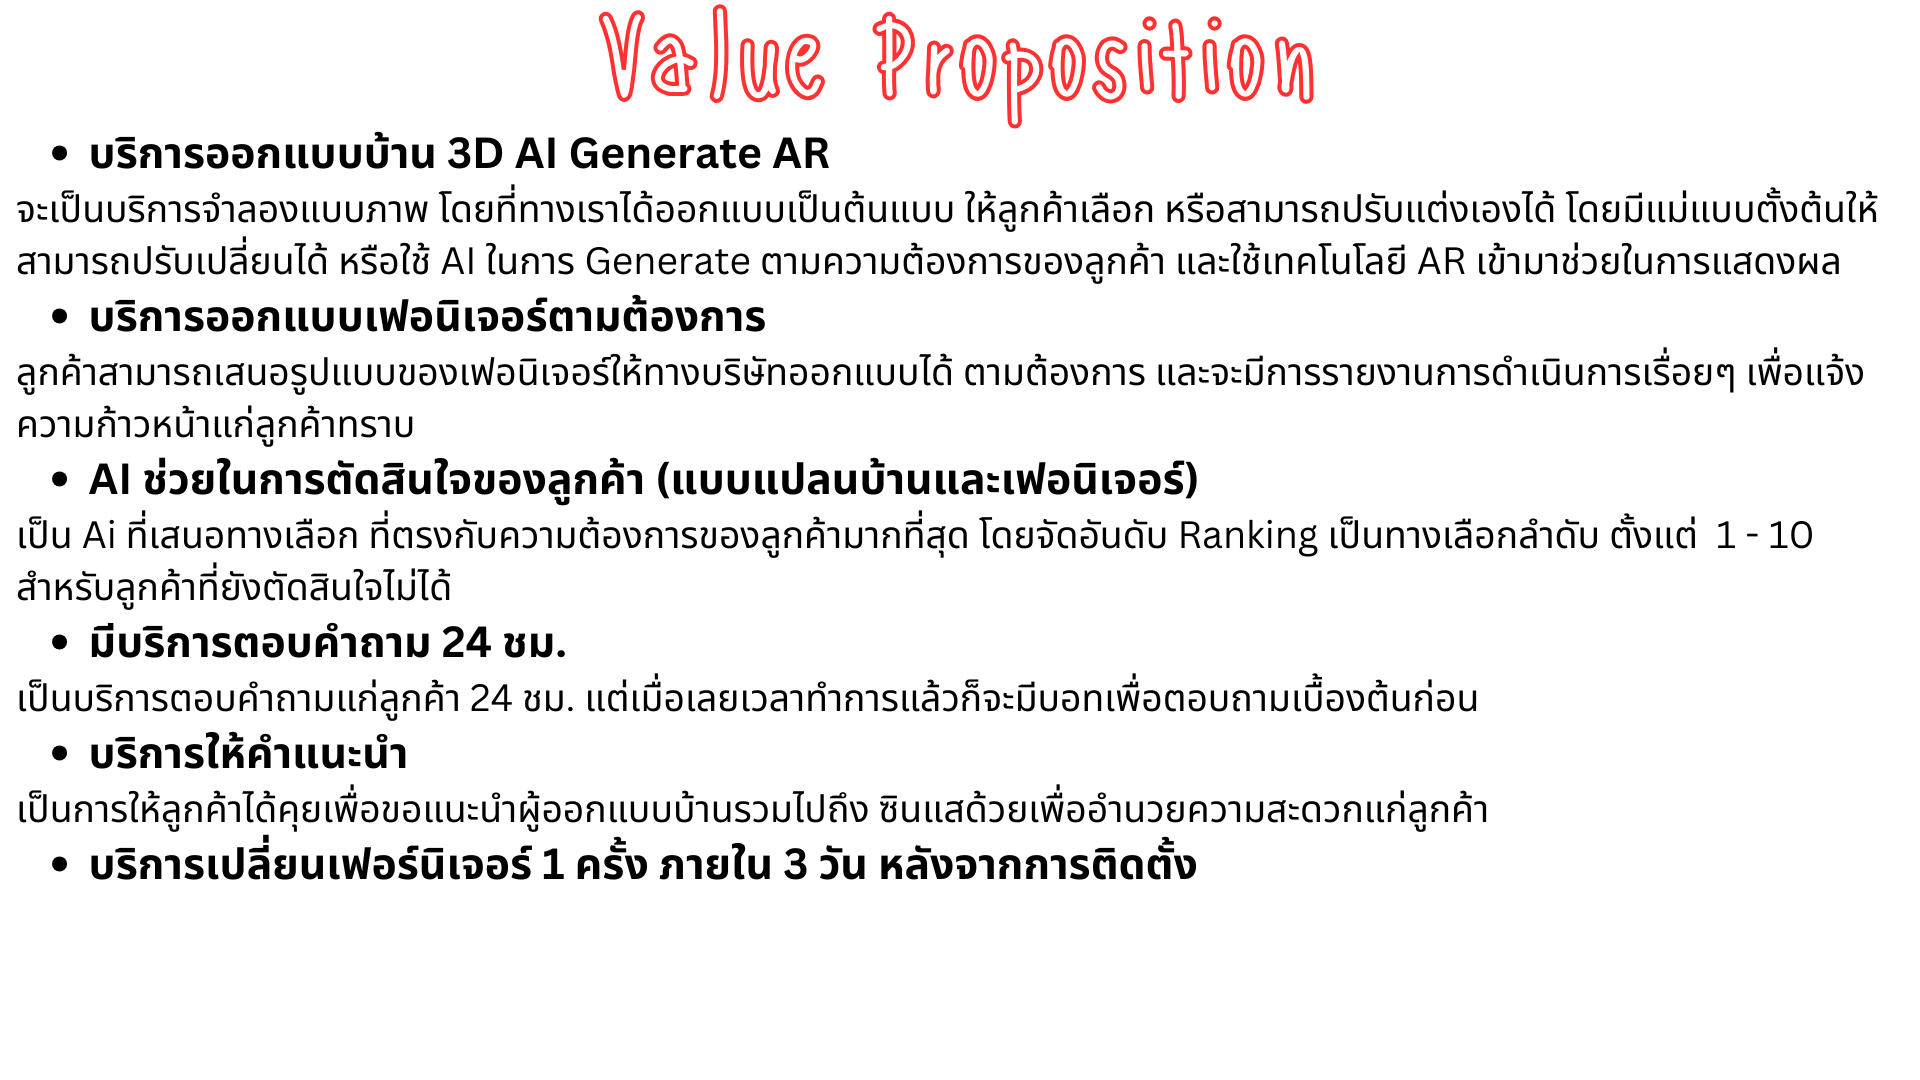 Value Proposition
• บริการออกแบบบ้าน 3D AI Generate AR
จะเป็นบริการจำลองแบบภาพ โดยที่ทางเราได้ออกแบบเป็นต้นแบบ ให้ลูกค้าเลือก หรือสามารถปรับแต่งเองได้ โดยมีแม่แบบตั้งต้นให้
สามารถปรับเปลี่ยนได้ หรือใช้ AI ในการ Generate ตามความต้องการของลูกค้า และใช้เทคโนโลยี AR เข้ามาช่วยในการแสดงผล
• บริการออกแบบเฟอนิเจอร์ตามต้องการ
ลูกค้าสามารถเสนอรูปแบบของเฟอนิเจอร์ให้ทางบริษัทออกแบบได้ ตามต้องการ และจะมีการรายงานการดำเนินการเรื่อยๆ เพื่อแจ้ง
ความก้าวหน้าแก่ลูกค้าทราบ
• AI ช่วยในการตัดสินใจของลูกค้า (แบบแปลนบ้านและเฟอนิเจอร์)
เป็น Ai ที่เสนอทางเลือก ที่ตรงกับความต้องการของลูกค้ามากที่สุด โดยจัดอันดับ Ranking เป็นทางเลือกลำดับ ตั้งแต่ 1 - 10
สำหรับลูกค้าที่ยังตัดสินใจไม่ได้
• มีบริการตอบคำถาม 24 ชม.
เป็นบริการตอบคำถามแก่ลูกค้า 24 ชม. แต่เมื่อเลยเวลาทำการแล้วก็จะมีบอทเพื่อตอบถามเบื้องต้นก่อน
• บริการให้คำแนะนำ
เป็นการให้ลูกค้าได้คุยเพื่อขอแนะนำผู้ออกแบบบ้านรวมไปถึง ซินแสด้วยเพื่ออำนวยความสะดวกแก่ลูกค้า
• บริการเปลี่ยนเฟอร์นิเจอร์ 1 ครั้ง ภายใน 3 วัน หลังจากการติดตั้ง